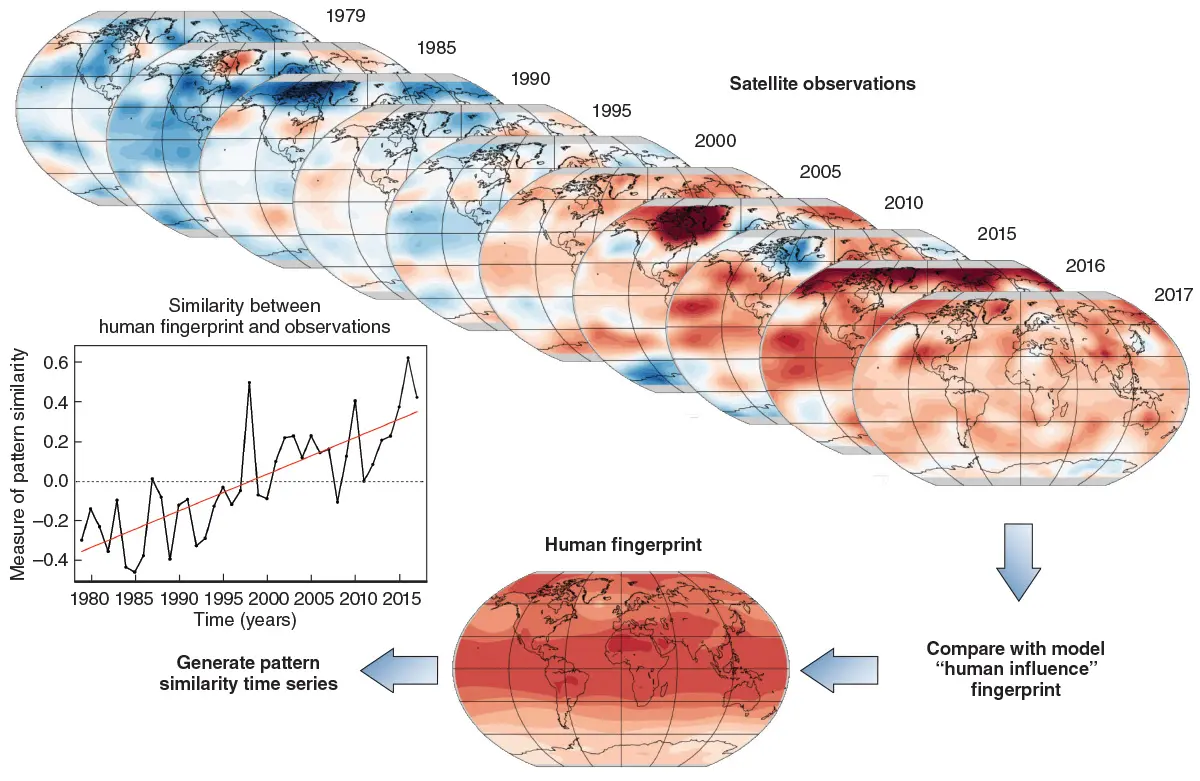 1979
1985
1990
1995
2000
2005
2010
2015
2016
2017
Satellite observations
Similarity between
human fingerprint and observations
Measure of pattern similarity
0.6
0.4
0.2
0.0
–0.2
–0.4
1980 1985 1990 1995 2000 2005 2010 2015
Time (years)
Human fingerprint
Compare with model
“human influence”
fingerprint
Generate pattern
similarity time series